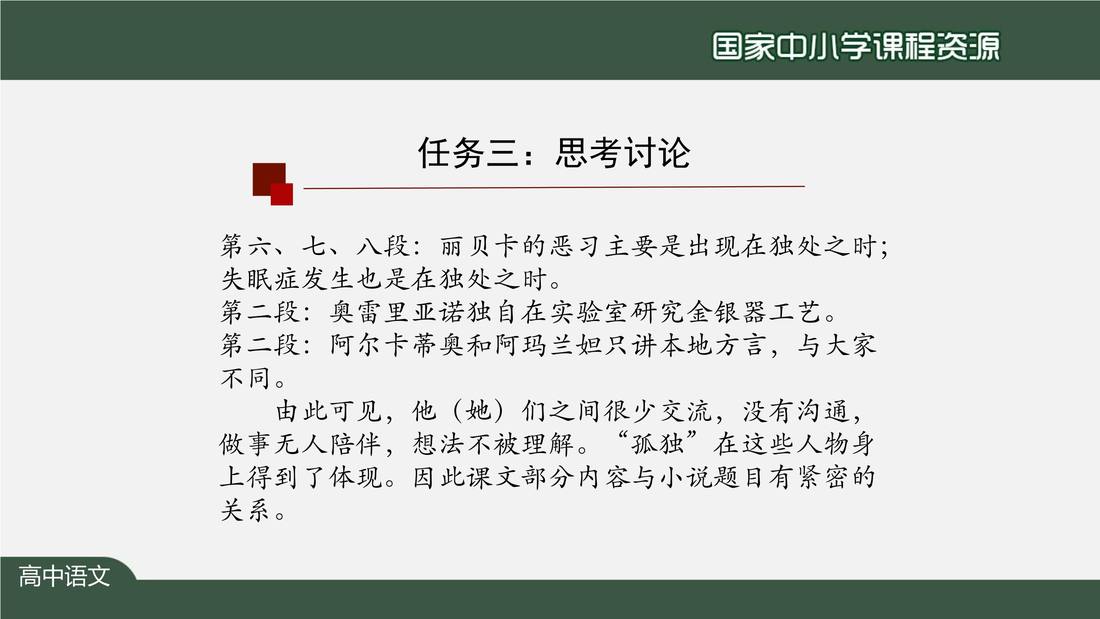 国家中小学课程资源
任务三：思考讨论
第六、七、八段：丽贝卡的恶习主要是出现在独处之时；
失眠症发生也是在独处之时。
第二段：奥雷里亚诺独自在实验室研究金银器工艺。
第二段：阿尔卡蒂奥和阿玛兰妲只讲本地方言，与大家
不同。
由此可见，他（她）们之间很少交流，没有沟通，
做事无人陪伴，想法不被理解。“孤独”在这些人物身
上得到了体现。因此课文部分内容与小说题目有紧密的
关系。
高中语文